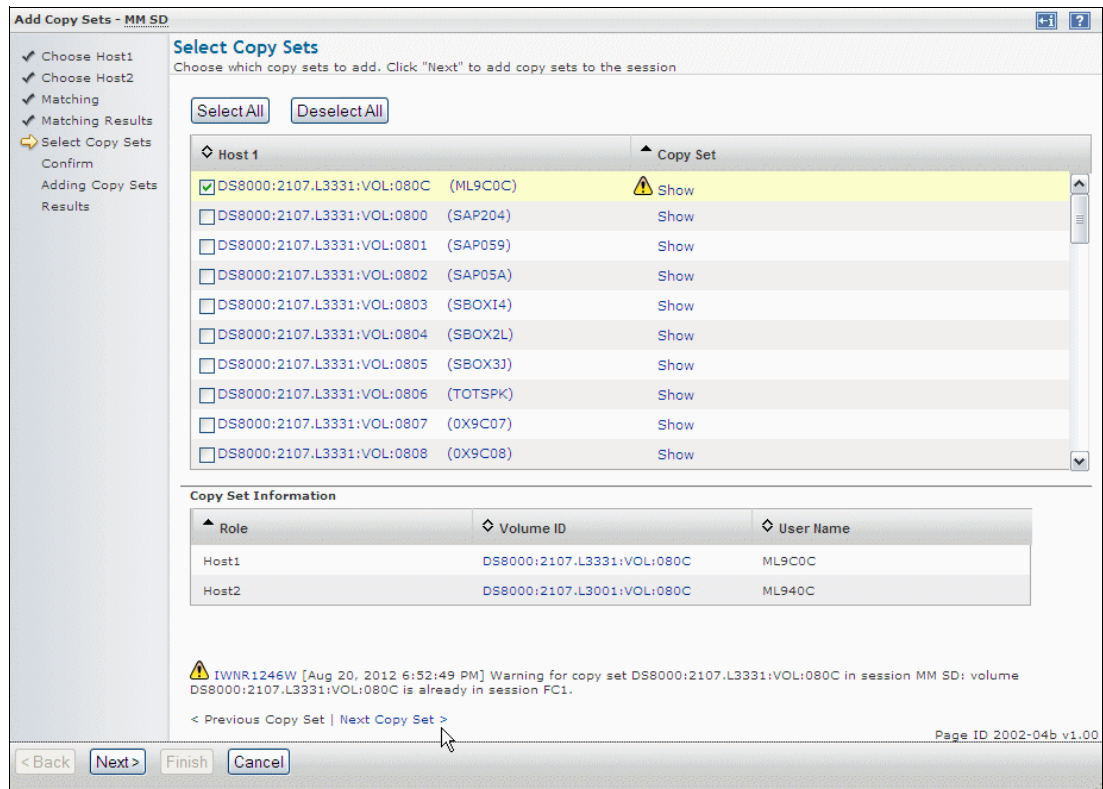 Add Copy Sets - MM SD
Choose Host1
Choose Host2
Matching
Matching Results
Select Copy Sets
Confirm
Adding Copy Sets
Results
Select Copy Sets
Choose which copy sets to add. Click "Next" to add copy sets to the session
Select All Deselect All
Host 1 Copy Set
DS8000:2107.L3331:VOL:080C (ML9C0C) Show
DS8000:2107.L3331:VOL:0800 (SAP204) Show
DS8000:2107.L3331:VOL:0801 (SAP059) Show
DS8000:2107.L3331:VOL:0802 (SAP05A) Show
DS8000:2107.L3331:VOL:0803 (SBOXI4) Show
DS8000:2107.L3331:VOL:0804 (SBOX2L) Show
DS8000:2107.L3331:VOL:0805 (SBOX3J) Show
DS8000:2107.L3331:VOL:0806 (TOTSPK) Show
DS8000:2107.L3331:VOL:0807 (0X9C07) Show
DS8000:2107.L3331:VOL:0808 (0X9C08) Show
Copy Set Information
Role Volume ID User Name
Host1 DS8000:2107.L3331:VOL:080C ML9C0C
Host2 DS8000:2107.L3001:VOL:080C ML940C
IWNR1246W [Aug 20, 2012 6:52:49 PM] Warning for copy set DS8000:2107.L3331:VOL:080C in session MM SD: volume
DS8000:2107.L3331:VOL:080C is already in session FC1.
< Previous Copy Set | Next Copy Set >
Page ID 2002-04b v1.00
< Back Next > Finish Cancel